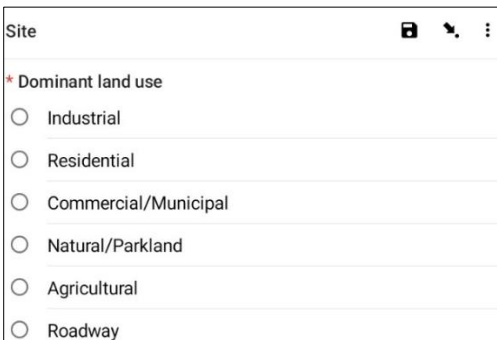 Site
* Dominant land use
Industrial
Residential
Commercial/Municipal
Natural/Parkland
Agricultural
Roadway